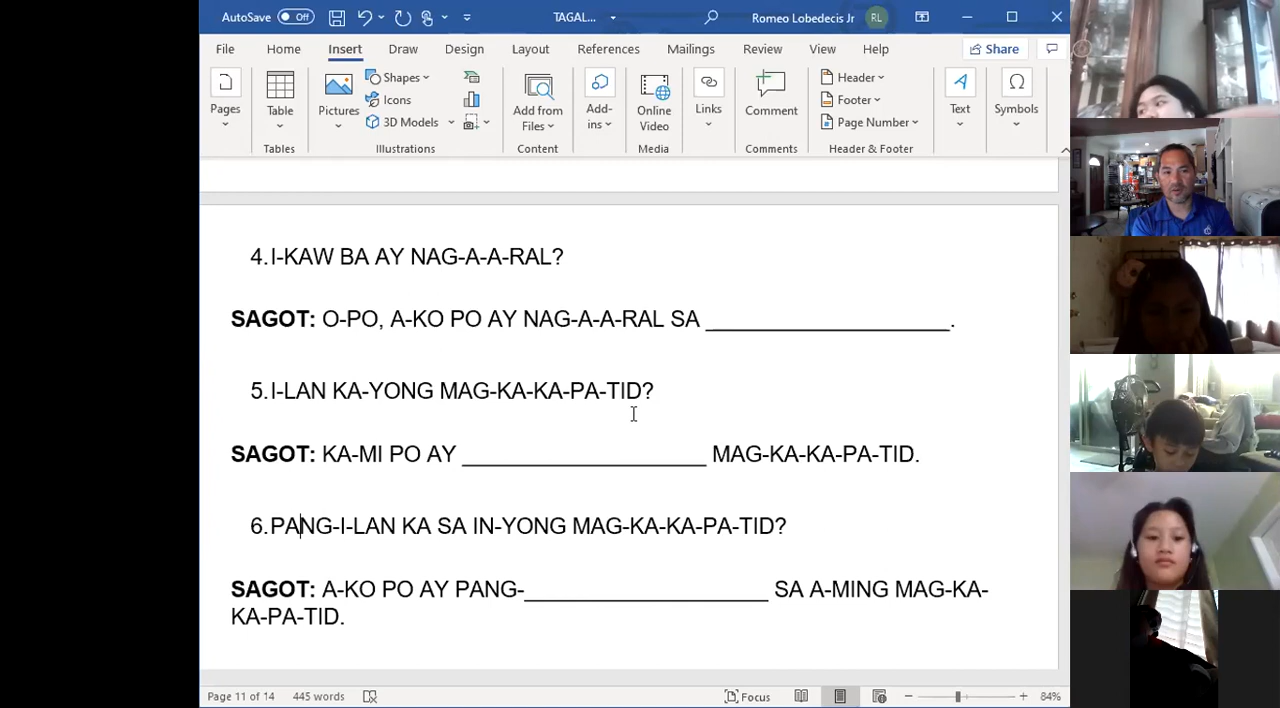 AutoSave Off TAGAL... Romeo Lobedecis Jr RL
File Home Insert Draw Design Layout References Mailings Review View Help Share
Pages Table Pictures Shapes Icons 3D Models Add from Files Add-ins Online Video Links Comment Header Footer Page Number Text Symbols
Tables Illustrations Content Media Comments Header & Footer
4. I-KAW BA AY NAG-A-A-RAL?
SAGOT: O-PO, A-KO PO AY NAG-A-A-RAL SA ____________________.
5. I-LAN KA-YONG MAG-KA-KA-PA-TID?
SAGOT: KA-MI PO AY ____________________ MAG-KA-KA-PA-TID.
6. PANG-I-LAN KA SA IN-YONG MAG-KA-KA-PA-TID?
SAGOT: A-KO PO AY PANG-____________________ SA A-MING MAG-KA-
KA-PA-TID.
Page 11 of 14 445 words Focus 84%